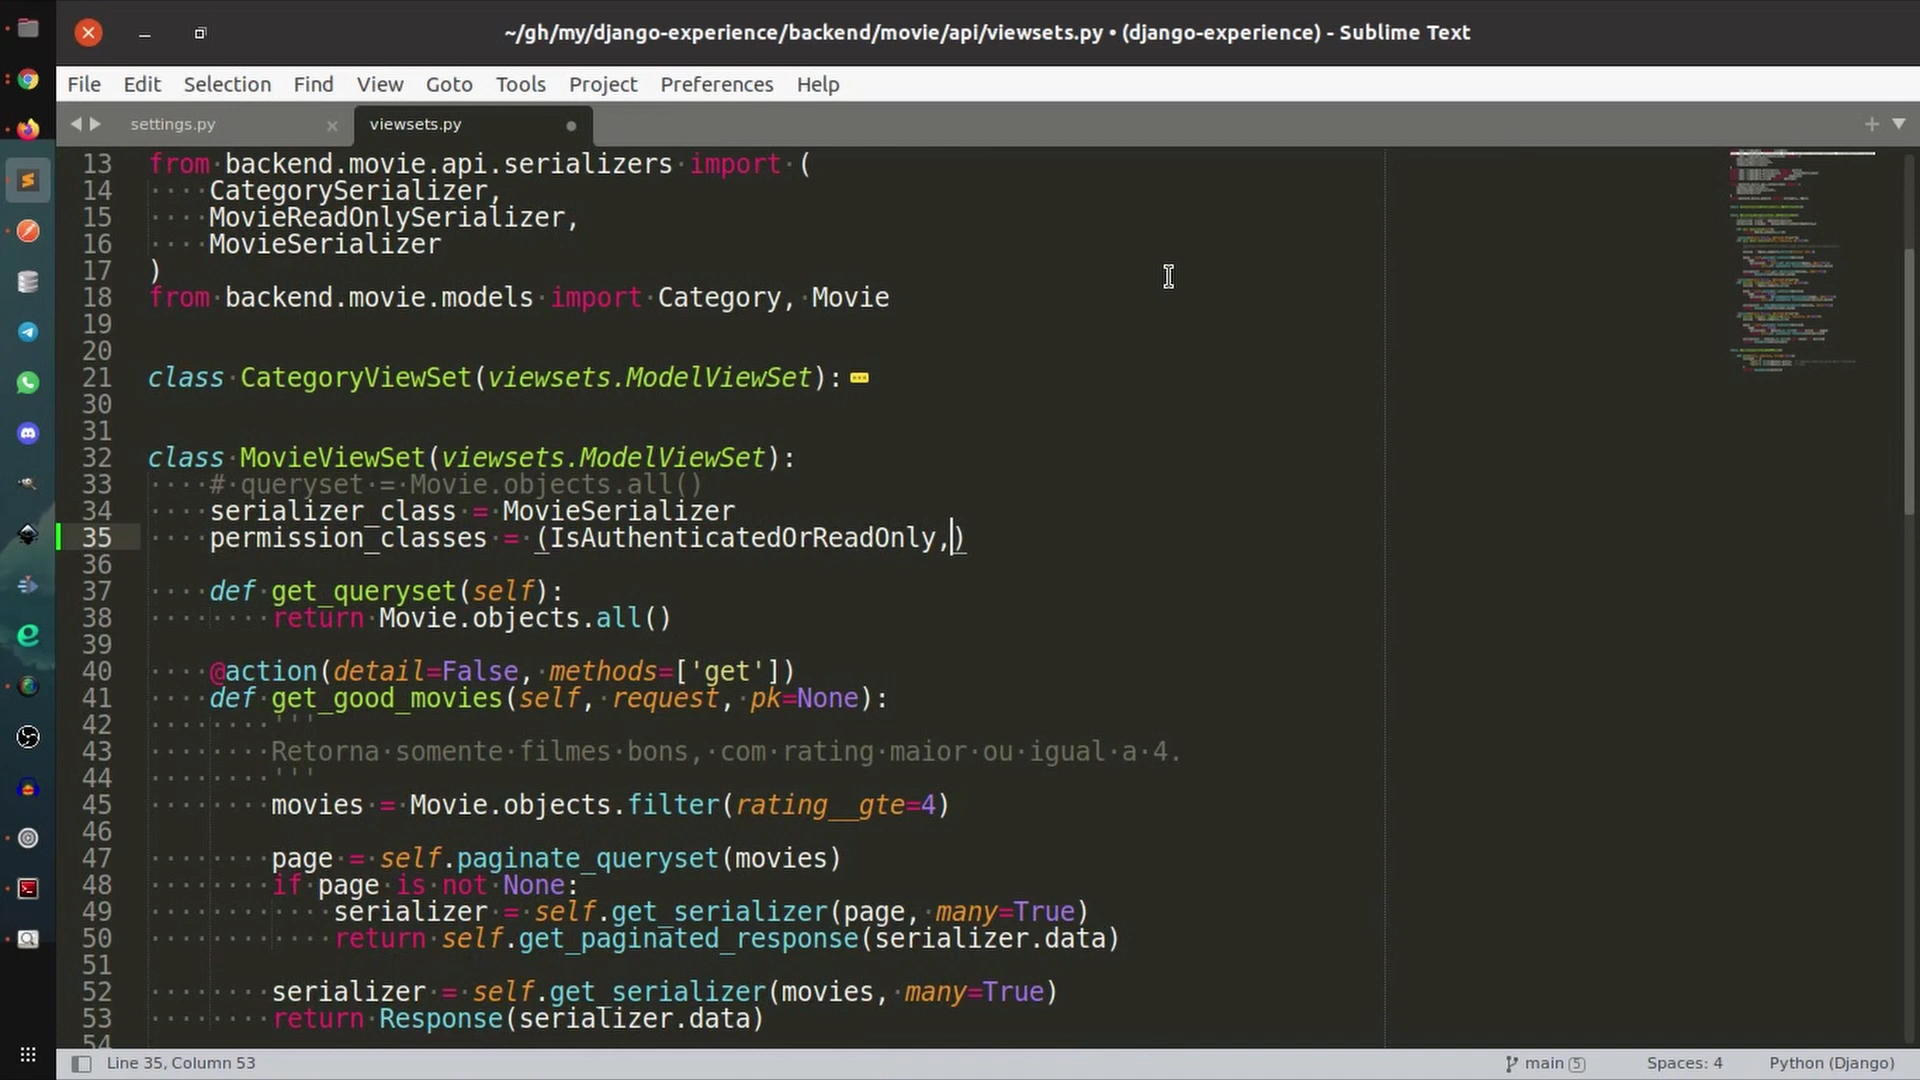 ~/gh/my/django-experience/backend/movie/api/viewsets.py • (django-experience) - Sublime Text
File Edit Selection Find View Goto Tools Project Preferences Help
settings.py viewsets.py
13 from backend.movie.api.serializers import (
14     CategorySerializer,
15     MovieReadOnlySerializer,
16     MovieSerializer
17 )
18 from backend.movie.models import Category, Movie
19
20
21 class CategoryViewSet(viewsets.ModelViewSet):
30
31
32 class MovieViewSet(viewsets.ModelViewSet):
33     # queryset = Movie.objects.all()
34     serializer_class = MovieSerializer
35     permission_classes = (IsAuthenticatedOrReadOnly,)
36
37     def get_queryset(self):
38         return Movie.objects.all()
39
40     @action(detail=False, methods=['get'])
41     def get_good_movies(self, request, pk=None):
42         '''
43         Retorna somente filmes bons, com rating maior ou igual a 4.
44         '''
45         movies = Movie.objects.filter(rating__gte=4)
46
47         page = self.paginate_queryset(movies)
48         if page is not None:
49             serializer = self.get_serializer(page, many=True)
50             return self.get_paginated_response(serializer.data)
51
52         serializer = self.get_serializer(movies, many=True)
53         return Response(serializer.data)
54
Line 35, Column 53 main 5 Spaces: 4 Python (Django)